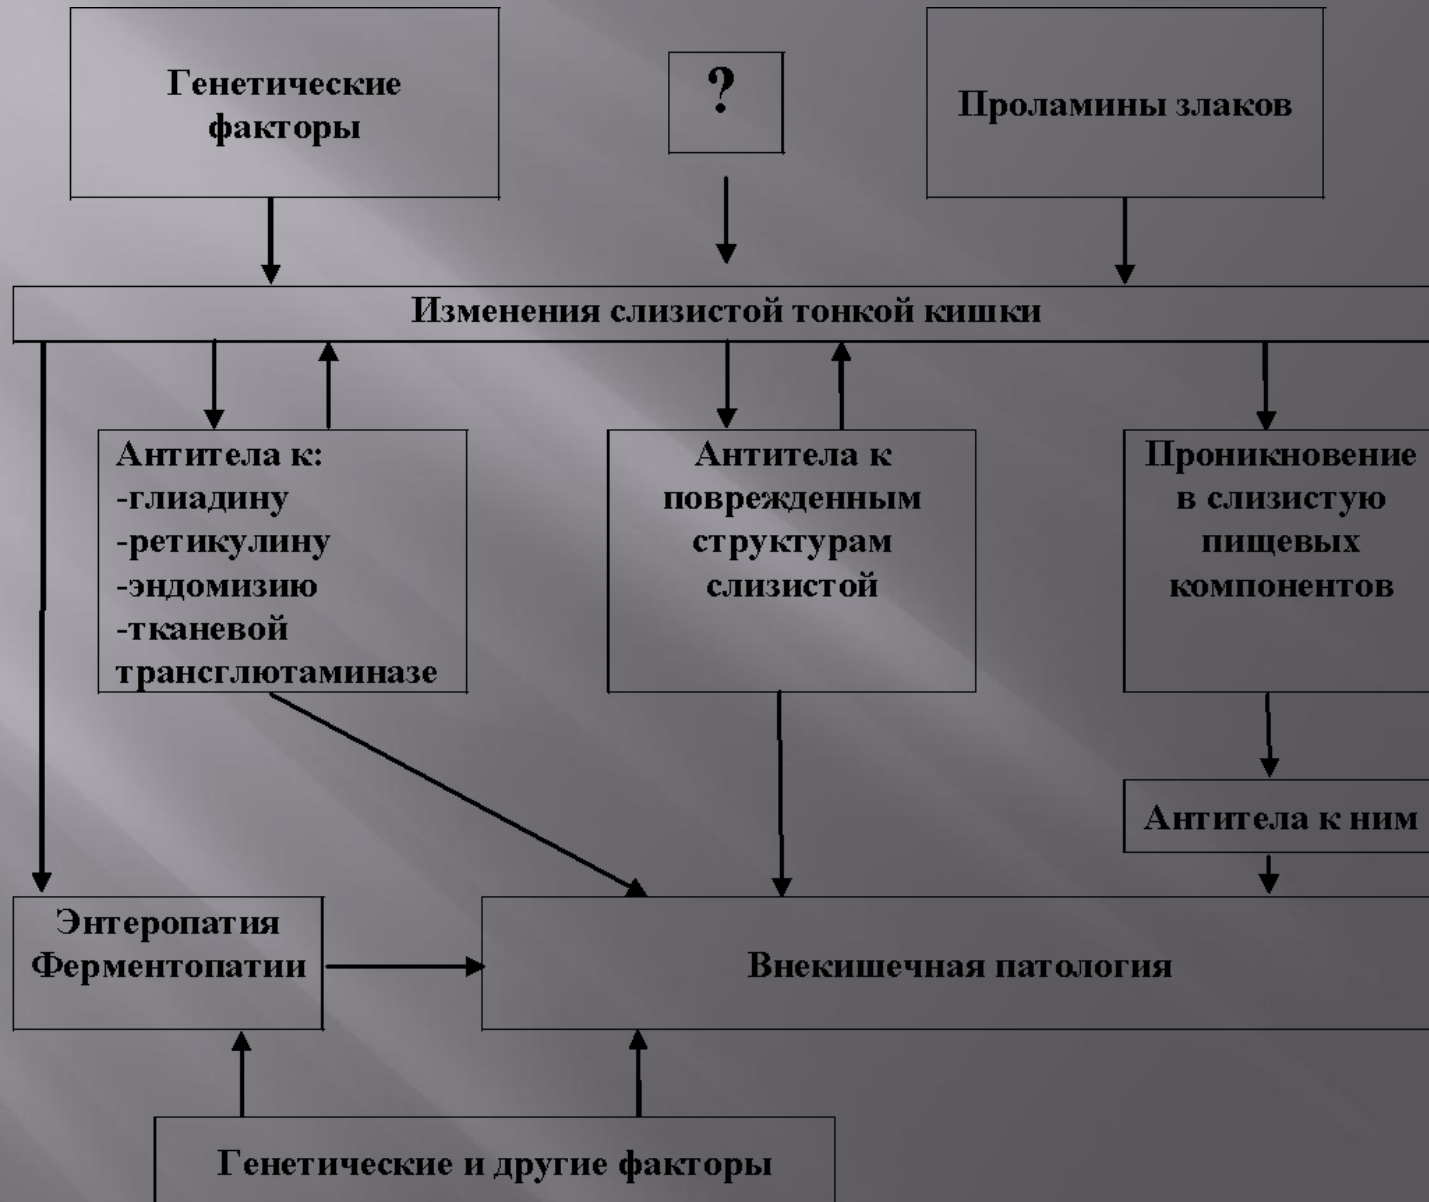 Генетические
факторы
?
Проламины злаков
Изменения слизистой тонкой кишки
Антитела к:
-глиадину
-ретикулину
-эндомизию
-тканевой
трансглютаминазе
Антитела к
поврежденным
структурам
слизистой
Проникновение
в слизистую
пищевых
компонентов
Антитела к ним
Энтеропатия
Ферментопатии
Внекишечная патология
Генетические и другие факторы